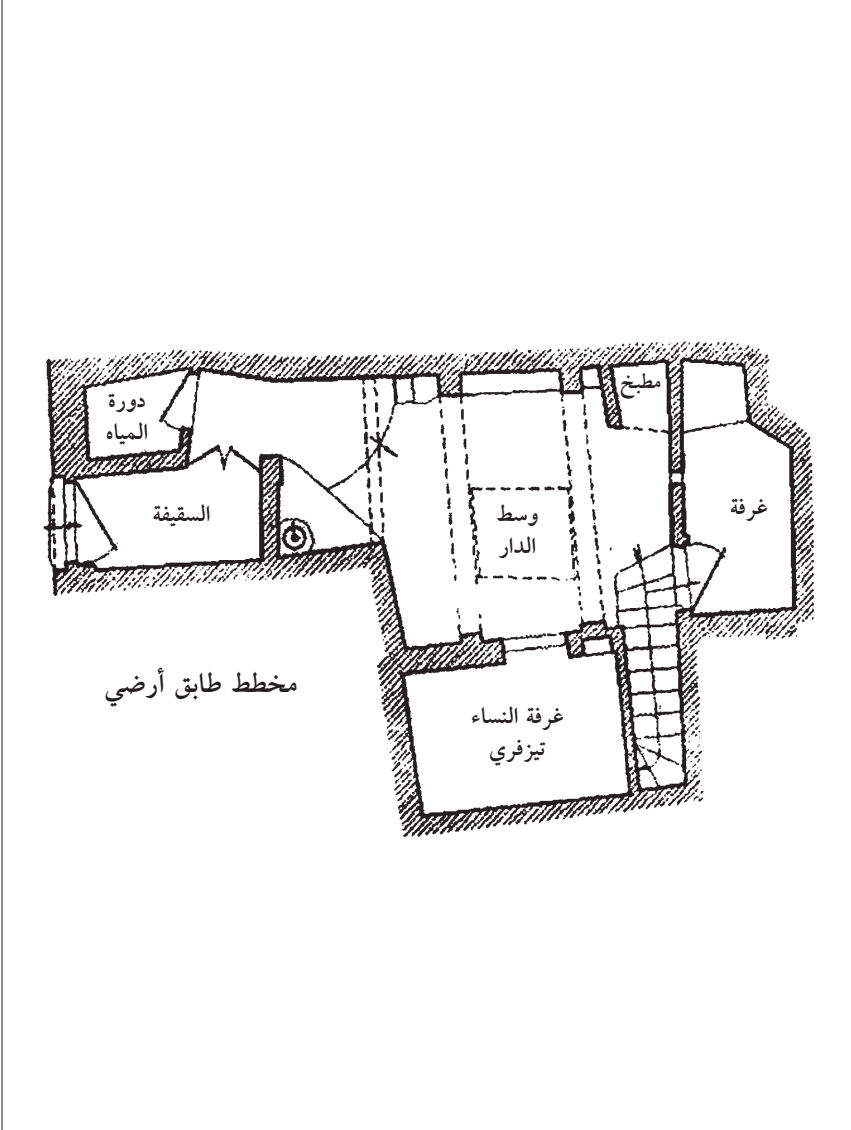 مطبخ
دورة
المياه
غرفة
وسط
الدار
السقيفة
مخطط طابق أرضي
غرفة النساء
تيزفري